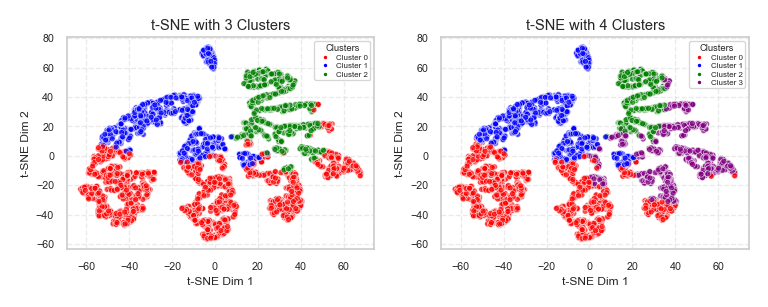 t-SNE with 3 Clusters
t-SNE Dim 2
80
60
40
20
0
−20
−40
−60
−60 −40 −20 0 20 40 60
t-SNE Dim 1
Clusters
Cluster 0
Cluster 1
Cluster 2
t-SNE with 4 Clusters
t-SNE Dim 2
80
60
40
20
0
−20
−40
−60
−60 −40 −20 0 20 40 60
t-SNE Dim 1
Clusters
Cluster 0
Cluster 1
Cluster 2
Cluster 3